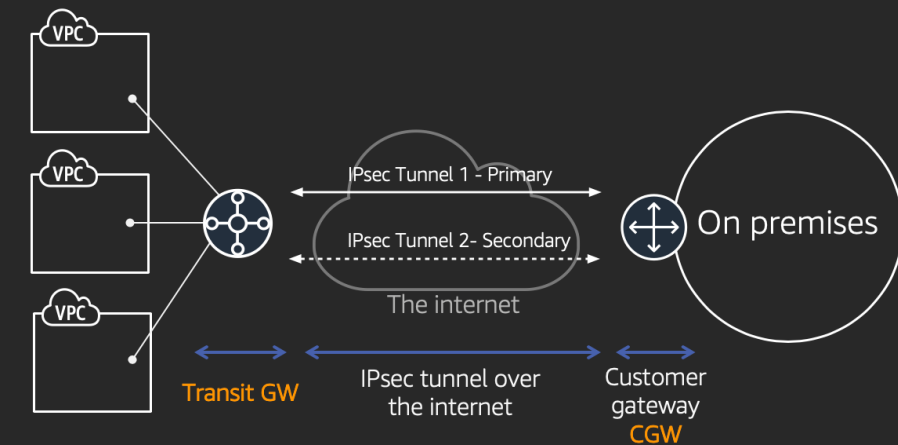 VPC
VPC
VPC
IPsec Tunnel 1 - Primary
IPsec Tunnel 2- Secondary
The internet
On premises
Transit GW
IPsec tunnel over
the internet
Customer
gateway
CGW